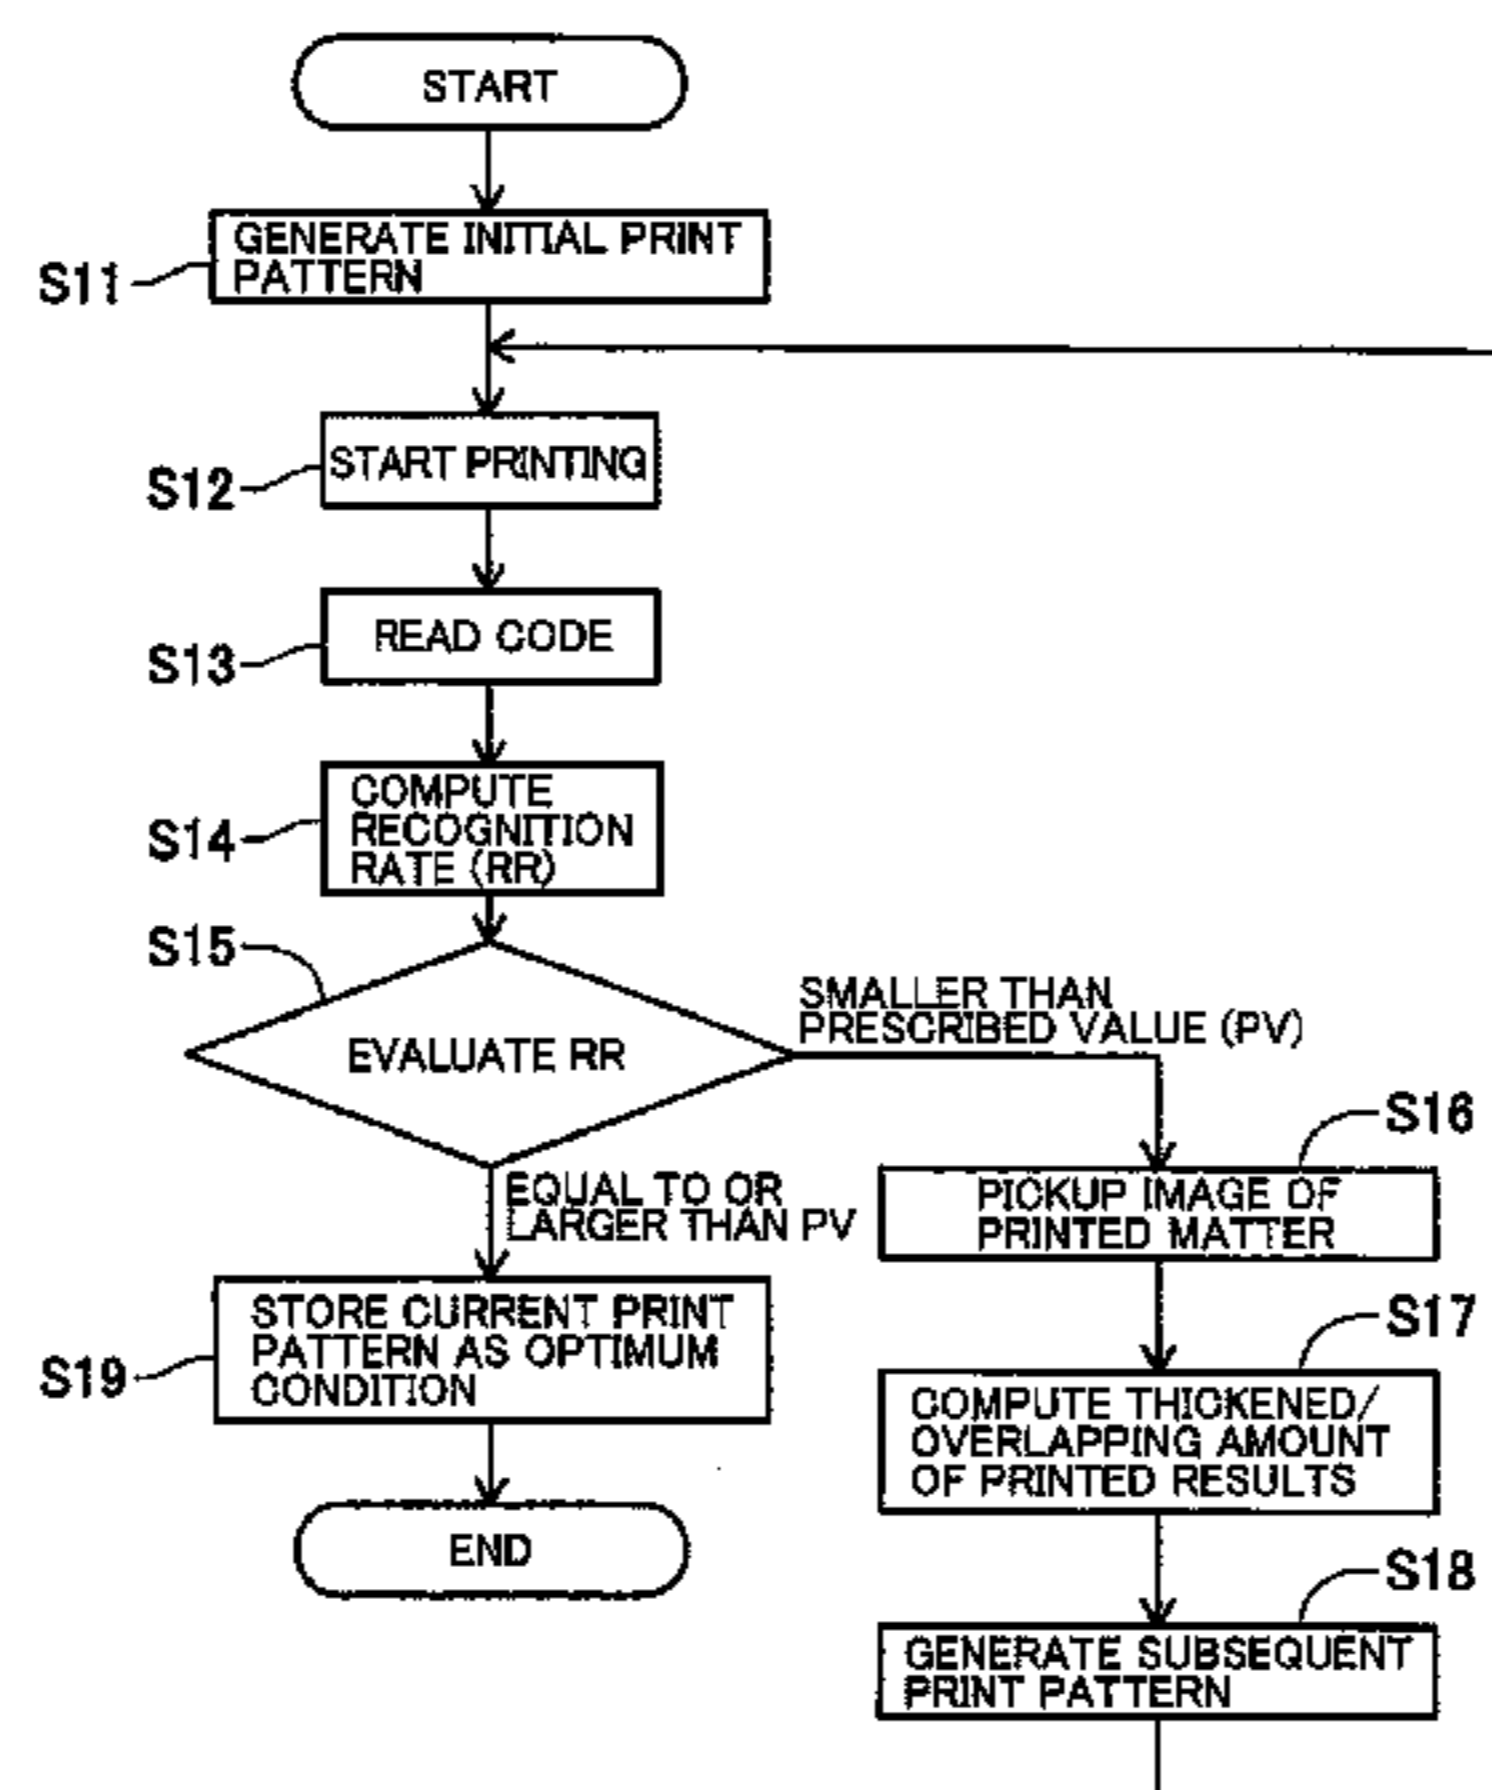 START
GENERATE INITIAL PRINT
PATTERN
S11
START PRINTING
S12
READ CODE
S13
COMPUTE
RECOGNITION
RATE (RR)
S14
S15
EVALUATE RR
SMALLER THAN
PRESCRIBED VALUE (PV)
EQUAL TO OR
LARGER THAN PV
S16
PICKUP IMAGE OF
PRINTED MATTER
S17
COMPUTE THICKENED/
OVERLAPPING AMOUNT
OF PRINTED RESULTS
S18
GENERATE SUBSEQUENT
PRINT PATTERN
STORE CURRENT PRINT
PATTERN AS OPTIMUM
CONDITION
S19
END